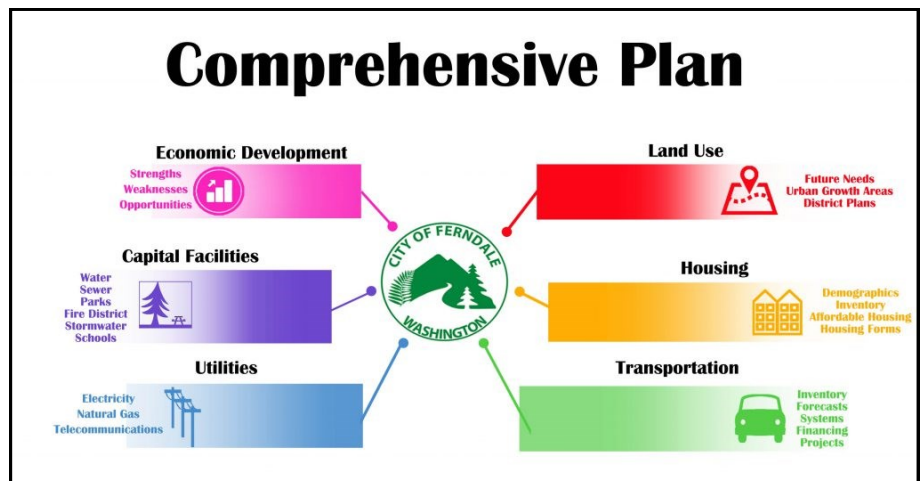 Comprehensive Plan
Economic Development
Strengths
Weaknesses
Opportunities
Capital Facilities
Water
Sewer
Parks
Fire District
Stormwater
Schools
Utilities
Electricity
Natural Gas
Telecommunications
CITY OF FERNDALE
WASHINGTON
Land Use
Future Needs
Urban Growth Areas
District Plans
Housing
Demographics
Inventory
Affordable Housing
Housing Forms
Transportation
Inventory
Forecasts
Systems
Financing
Projects